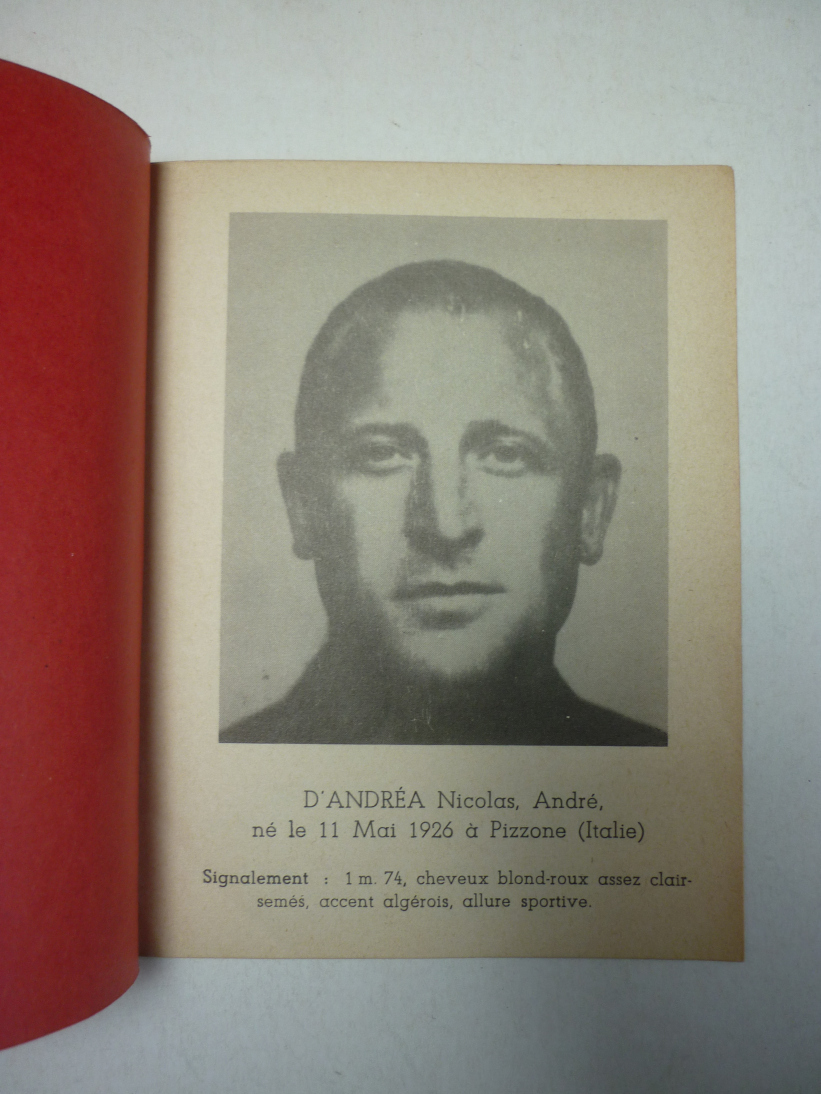 D'ANDRÉA Nicolas, André,
né le 11 Mai 1926 à Pizzone (Italie)
Signalement : 1 m. 74, cheveux blond-roux assez clair-
semés, accent algérois, allure sportive.